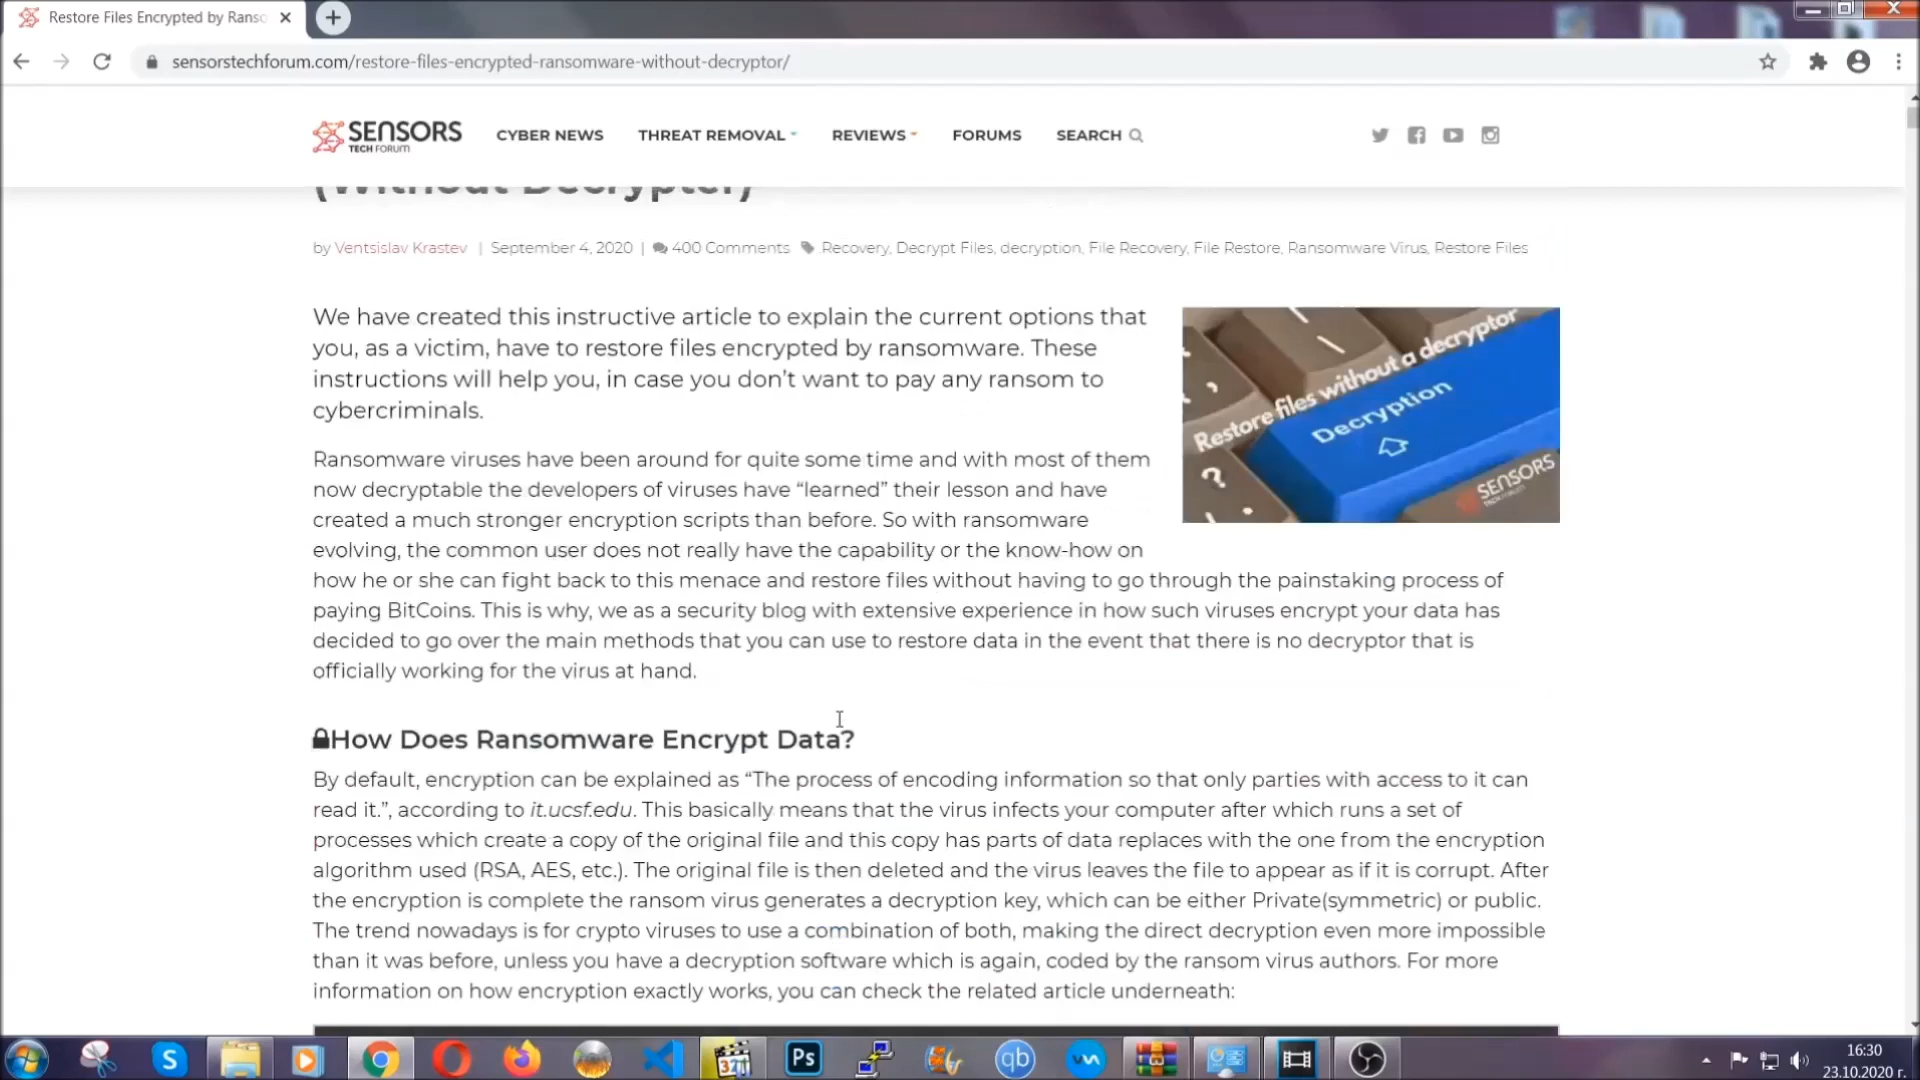 Restore Files Encrypted by Ranso
sensorstechforum.com/restore-files-encrypted-ransomware-without-decryptor/
SENSORS
TECH FORUM
CYBER NEWS
THREAT REMOVAL
REVIEWS
FORUMS
SEARCH
(Without Decrypter)
by Ventsislav Krastev | September 4, 2020 | 400 Comments Recovery, Decrypt Files, decryption, File Recovery, File Restore, Ransomware Virus, Restore Files
We have created this instructive article to explain the current options that
you, as a victim, have to restore files encrypted by ransomware. These
instructions will help you, in case you don’t want to pay any ransom to
cybercriminals.
Restore files without a decryptor
Decryption
SENSORS
Ransomware viruses have been around for quite some time and with most of them
now decryptable the developers of viruses have “learned” their lesson and have
created a much stronger encryption scripts than before. So with ransomware
evolving, the common user does not really have the capability or the know-how on
how he or she can fight back to this menace and restore files without having to go through the painstaking process of
paying BitCoins. This is why, we as a security blog with extensive experience in how such viruses encrypt your data has
decided to go over the main methods that you can use to restore data in the event that there is no decryptor that is
officially working for the virus at hand.
How Does Ransomware Encrypt Data?
By default, encryption can be explained as “The process of encoding information so that only parties with access to it can
read it.”, according to it.ucsf.edu. This basically means that the virus infects your computer after which runs a set of
processes which create a copy of the original file and this copy has parts of data replaces with the one from the encryption
algorithm used (RSA, AES, etc.). The original file is then deleted and the virus leaves the file to appear as if it is corrupt. After
the encryption is complete the ransom virus generates a decryption key, which can be either Private(symmetric) or public.
The trend nowadays is for crypto viruses to use a combination of both, making the direct decryption even more impossible
than it was before, unless you have a decryption software which is again, coded by the ransom virus authors. For more
information on how encryption exactly works, you can check the related article underneath:
S
321
Ps
qb
16:30
23.10.2020 г.